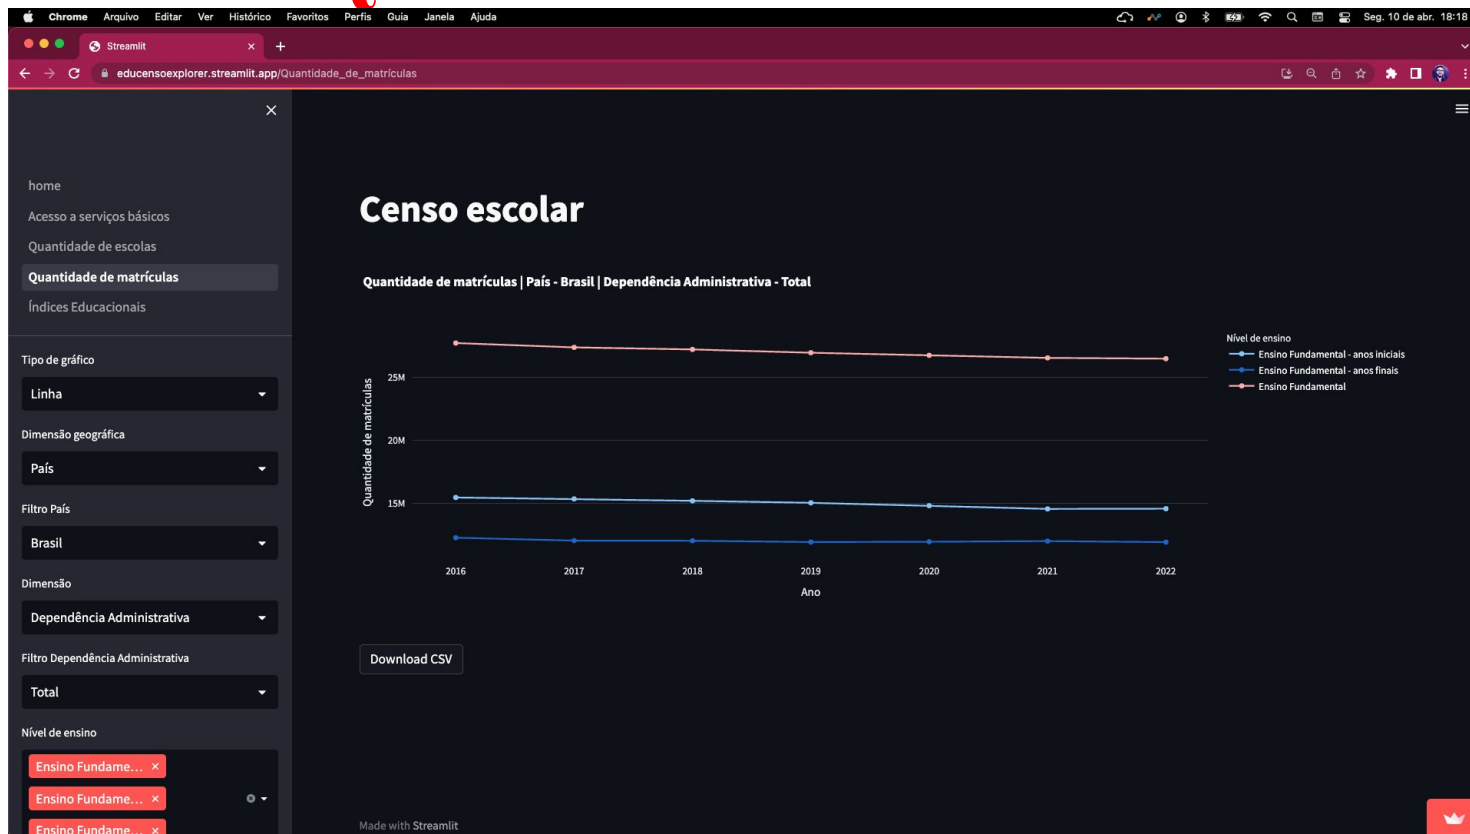 Chrome Arquivo Editar Ver Histórico Favoritos Perfis Guia Janela Ajuda Seg. 10 de abr. 18:18
Streamlit
educensoexplorer.streamlit.app/Quantidade_de_matrículas
home
Acesso a serviços básicos
Quantidade de escolas
Quantidade de matrículas
Índices Educacionais
Tipo de gráfico
Linha
Dimensão geográfica
País
Filtro País
Brasil
Dimensão
Dependência Administrativa
Filtro Dependência Administrativa
Total
Nível de ensino
Ensino Fundame... ×
Ensino Fundame... ×
Ensino Fundame... ×
Censo escolar
Quantidade de matrículas | País - Brasil | Dependência Administrativa - Total
Quantidade de matrículas
25M
20M
15M
2016 2017 2018 2019 2020 2021 2022
Ano
Nível de ensino
Ensino Fundamental - anos iniciais
Ensino Fundamental - anos finais
Ensino Fundamental
Download CSV
Made with Streamlit